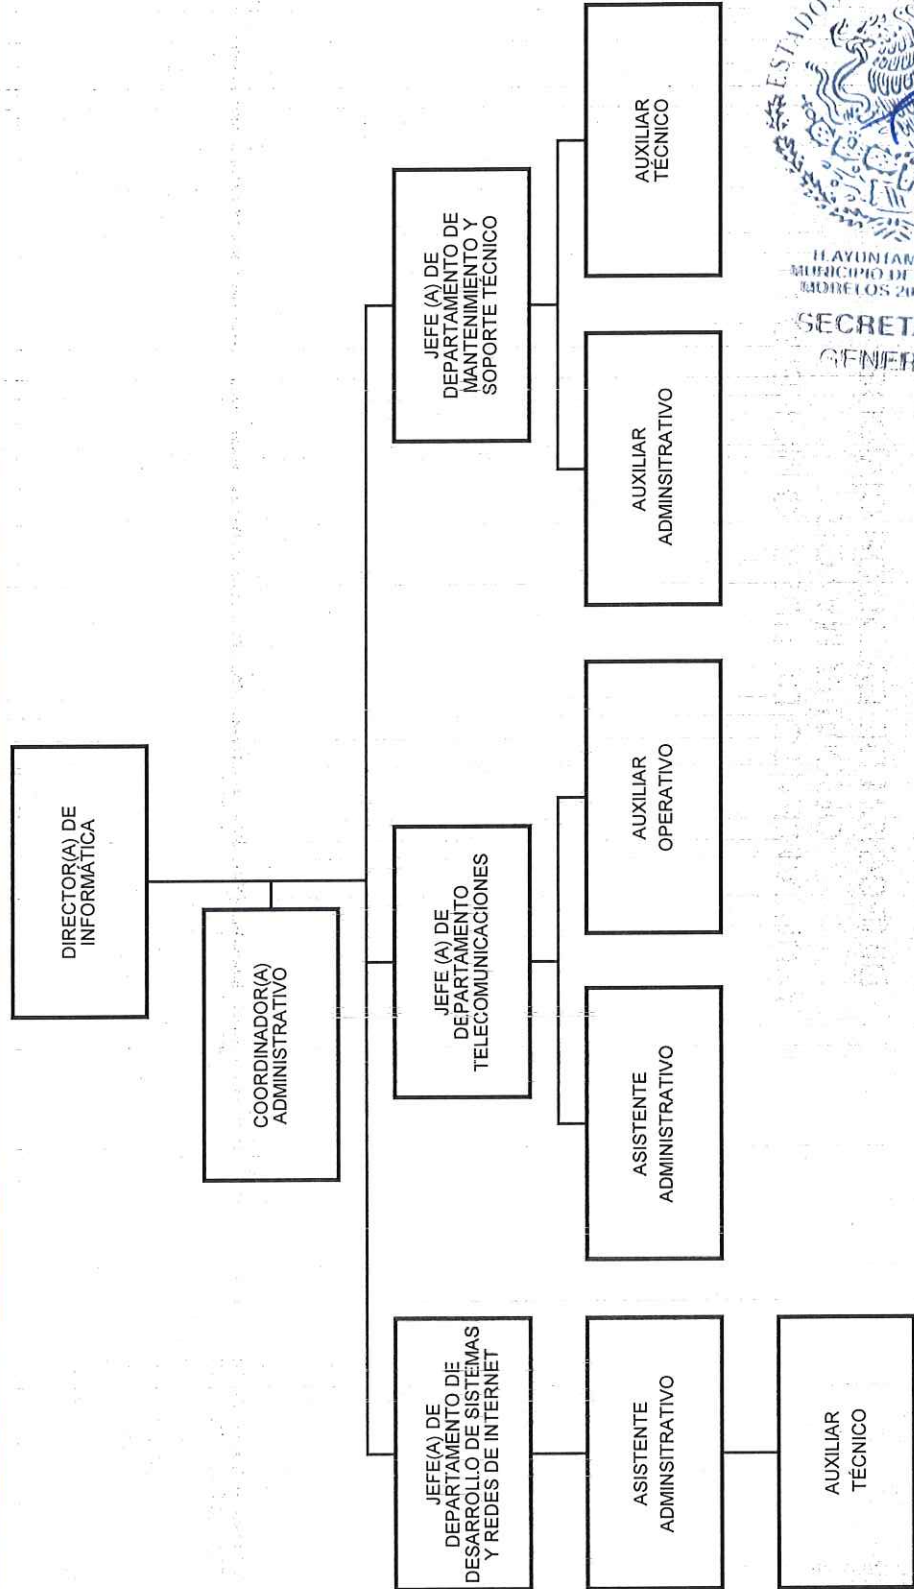 DIRECTOR(A) DE
INFORMÁTICA
COORDINADOR(A)
ADMINISTRATIVO
JEFE(A) DE
DEPARTAMENTO DE
DESARROLLO DE SISTEMAS
Y REDES DE INTERNET
JEFE (A) DE
DEPARTAMENTO
TELECOMUNICACIONES
JEFE (A) DE
DEPARTAMENTO DE
MANTENIMIENTO Y
SOPORTE TÉCNICO
ASISTENTE
ADMINSITRATIVO
ASISTENTE
ADMINISTRATIVO
AUXILIAR
OPERATIVO
AUXILIAR
ADMINSITRATIVO
AUXILIAR
TÉCNICO
AUXILIAR
TÉCNICO
ESTADO
H. AYUNTAM
MUNICIPIO DE
MORELOS 20
SECRETA
GENER